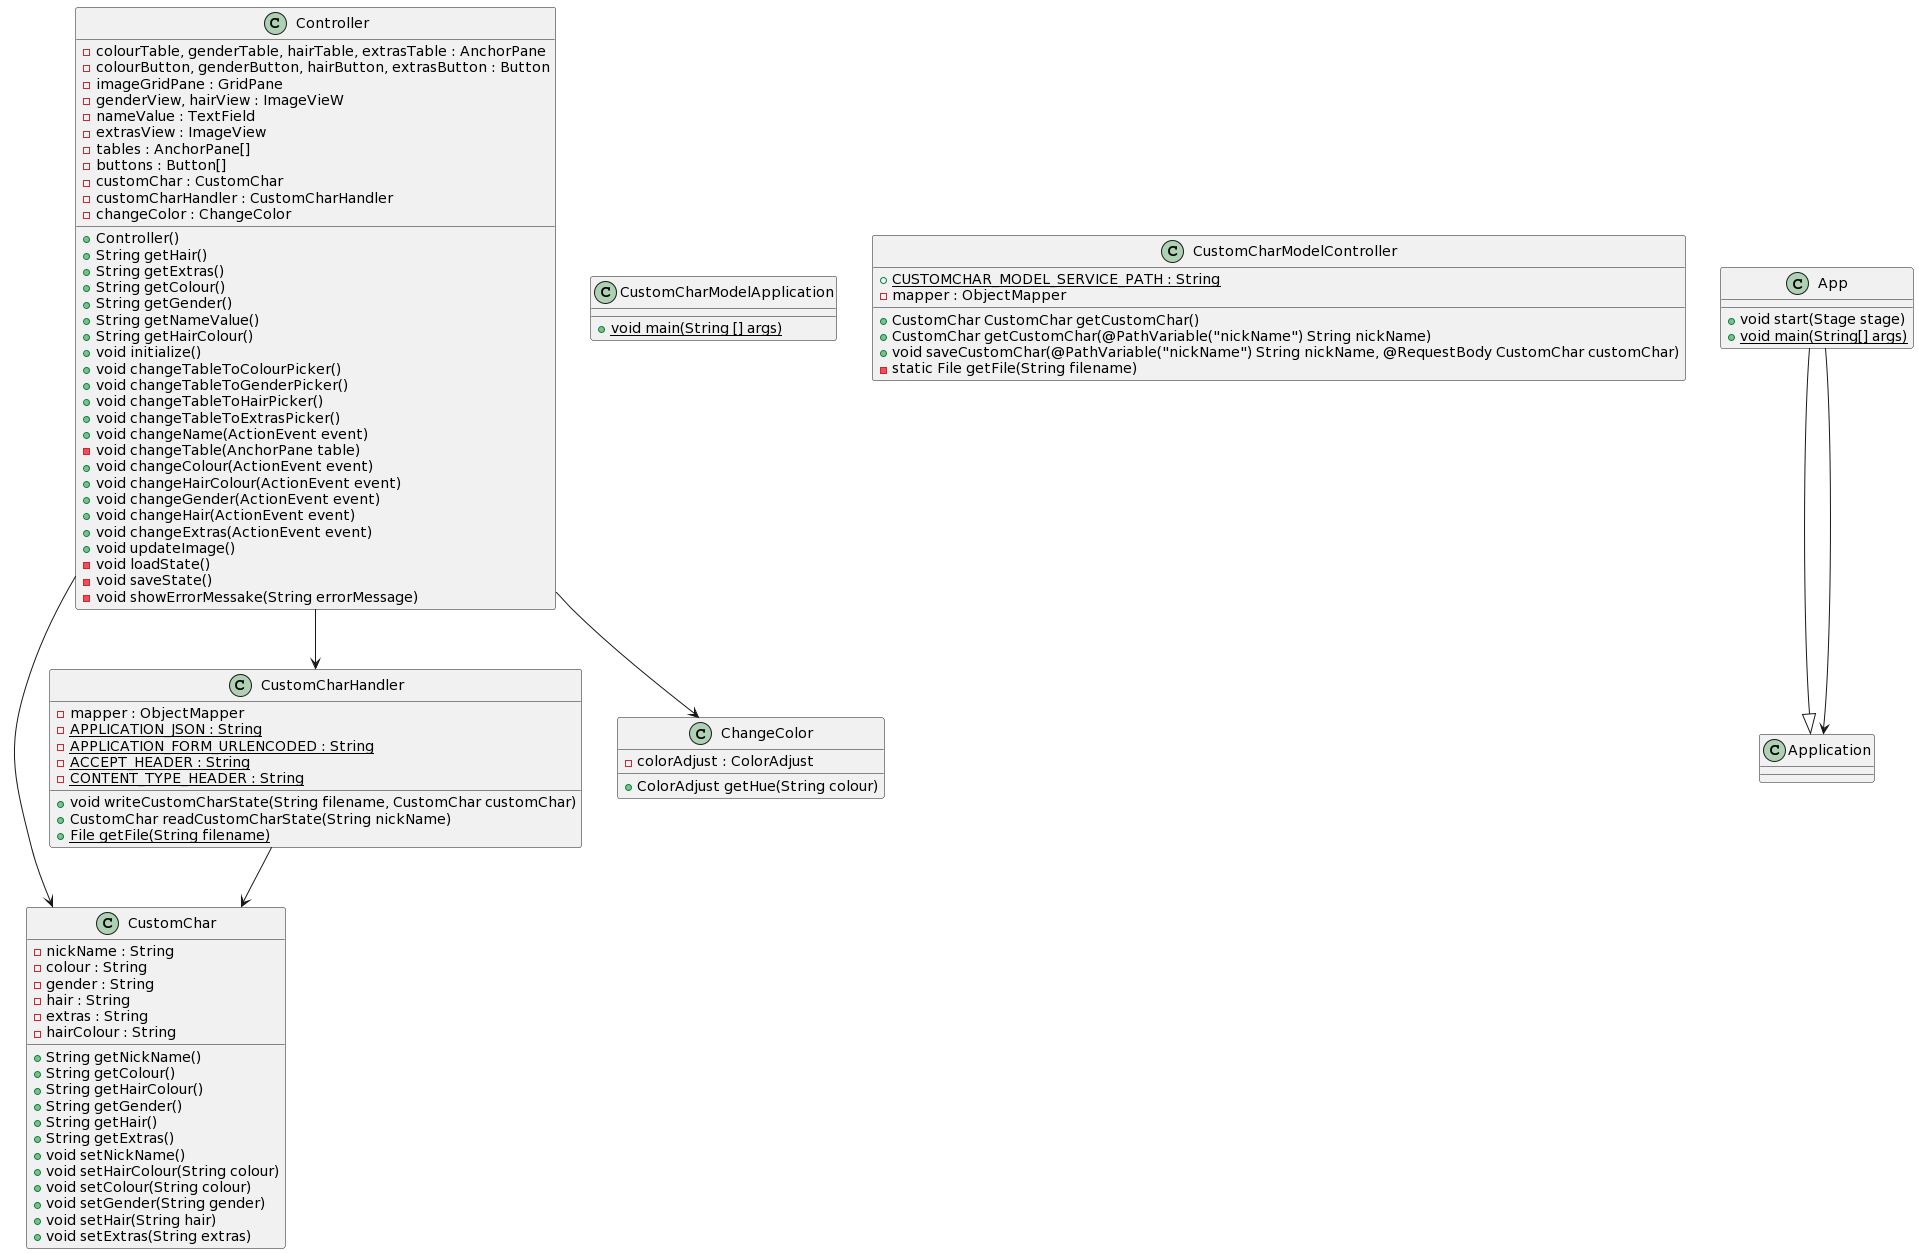 Controller
colourTable, genderTable, hairTable, extrasTable : AnchorPane
colourButton, genderButton, hairButton, extrasButton : Button
imageGridPane : GridPane
genderView, hairView : ImageVieW
nameValue : TextField
extrasView : ImageView
tables : AnchorPane[]
buttons : Button[]
customChar : CustomChar
customCharHandler : CustomCharHandler
changeColor : ChangeColor
Controller()
String getHair()
String getExtras()
String getColour()
String getGender()
String getNameValue()
String getHairColour()
void initialize()
void changeTableToColourPicker()
void changeTableToGenderPicker()
void changeTableToHairPicker()
void changeTableToExtrasPicker()
void changeName(ActionEvent event)
void changeTable(AnchorPane table)
void changeColour(ActionEvent event)
void changeHairColour(ActionEvent event)
void changeGender(ActionEvent event)
void changeHair(ActionEvent event)
void changeExtras(ActionEvent event)
void updateImage()
void loadState()
void saveState()
void showErrorMessake(String errorMessage)
C CustomCharModelApplication
void main(String [] args)
C CustomCharModelController
CUSTOMCHAR_MODEL_SERVICE_PATH : String
mapper : ObjectMapper
CustomChar CustomChar getCustomChar()
CustomChar getCustomChar(@PathVariable("nickName") String nickName)
void saveCustomChar(@PathVariable("nickName") String nickName, @RequestBody CustomChar customChar)
static File getFile(String filename)
C App
void start(Stage stage)
void main(String[] args)
C CustomCharHandler
mapper : ObjectMapper
APPLICATION_JSON : String
APPLICATION_FORM_URLENCODED : String
ACCEPT_HEADER : String
CONTENT_TYPE_HEADER : String
void writeCustomCharState(String filename, CustomChar customChar)
CustomChar readCustomCharState(String nickName)
File getFile(String filename)
C ChangeColor
colorAdjust : ColorAdjust
ColorAdjust getHue(String colour)
C Application
C CustomChar
nickName : String
colour : String
gender : String
hair : String
extras : String
hairColour : String
String getNickName()
String getColour()
String getHairColour()
String getGender()
String getHair()
String getExtras()
void setNickName()
void setHairColour(String colour)
void setColour(String colour)
void setGender(String gender)
void setHair(String hair)
void setExtras(String extras)